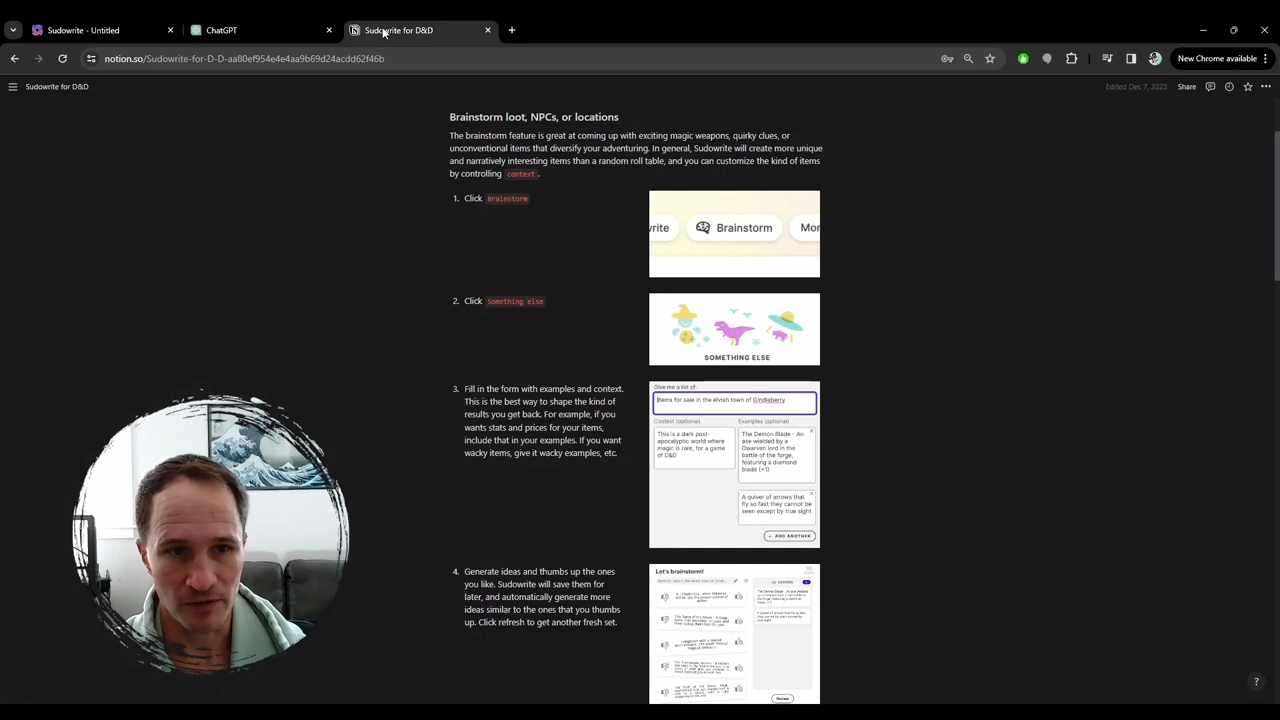 Sudowrite - Untitled
ChatGPT
Sudowrite for D&D
notion.so/Sudowrite-for-D-D-aa80ef954e4e4aa9b69d24acdd62f46b
New Chrome available
Sudowrite for D&D
Edited Dec 7, 2023
Share
Brainstorm loot, NPCs, or locations
The brainstorm feature is great at coming up with exciting magic weapons, quirky clues, or
unconventional items that diversify your adventuring. In general, Sudowrite will create more unique
and narratively interesting items than a random roll table, and you can customize the kind of items
by controlling context.
1. Click Brainstorm
write
Brainstorm
Mor
2. Click Something else
SOMETHING ELSE
3. Fill in the form with examples and context.
This is the best way to shape the kind of
results you get back. For example, if you
wants stats and prices for your items,
include that in your examples. If you want
wacky items, give it wacky examples, etc.
Give me a list of:
Items for sale in the elvish town of Gindleberry
Context (optional)
This is a dark post-
apocalyptic world where
magic is rare, for a game
of D&D
Examples (optional)
The Demon Blade - An
axe wielded by a
Dwarven lord in the
battle of the forge,
featuring a diamond
blade (+1)
A quiver of arrows that
fly so fast they cannot be
seen except by true sight
+ ADD ANOTHER
4. Generate ideas and thumbs up the ones
you like. Sudowrite will save them for
later, and automatically generate more
ideas similar to the ones that you thumbs
up. Click refresh to get another fresh set.
Let's brainstorm!
Review
?